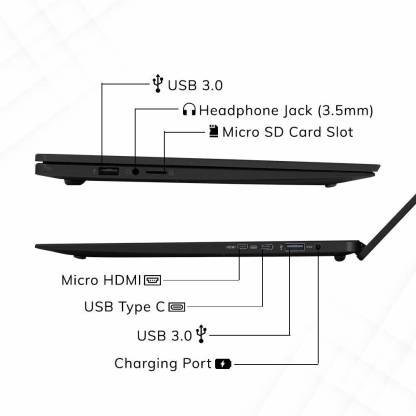 USB 3.0
Headphone Jack (3.5mm)
Micro SD Card Slot
Micro HDMI
USB Type C
USB 3.0
Charging Port